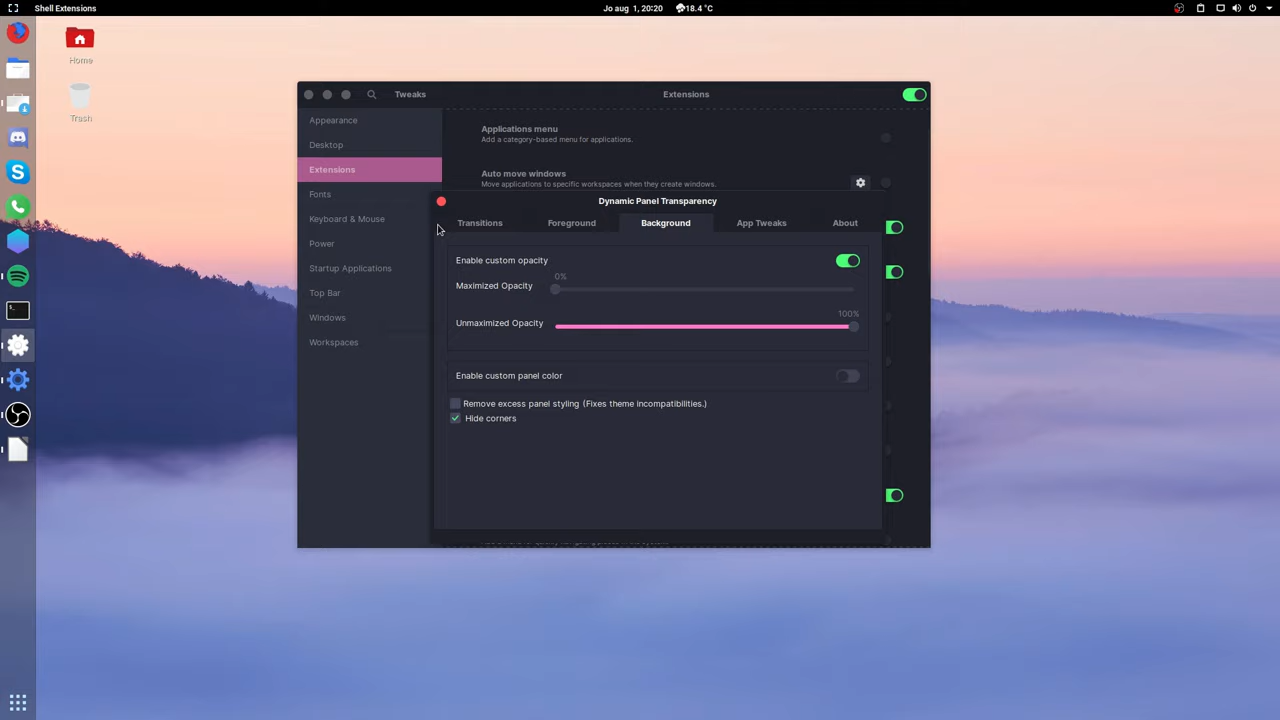 Shell Extensions
Jo aug 1, 20:20
18.4 °C
Home
Trash
Tweaks
Extensions
Appearance
Desktop
Extensions
Fonts
Keyboard & Mouse
Power
Startup Applications
Top Bar
Windows
Workspaces
Applications menu
Add a category-based menu for applications.
Auto move windows
Move applications to specific workspaces when they create windows.
Dynamic Panel Transparency
Transitions
Foreground
Background
App Tweaks
About
Enable custom opacity
0%
Maximized Opacity
100%
Unmaximized Opacity
Enable custom panel color
Remove excess panel styling (Fixes theme incompatibilities.)
Hide corners